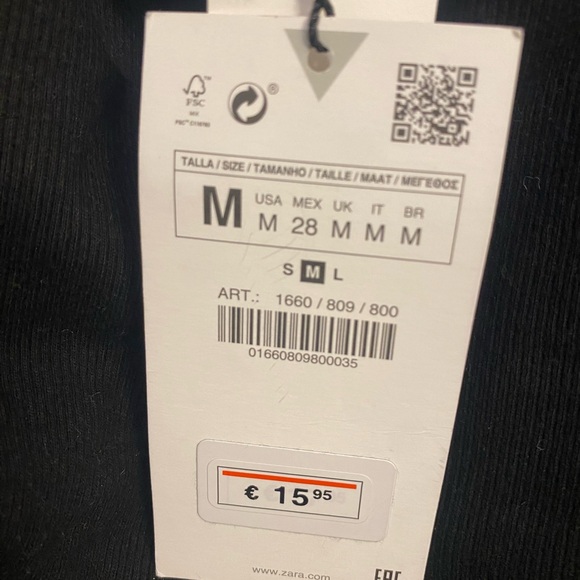 FSC
MIX
TALLA / SIZE / TAMANHO / TAILLE / MAAT / ΜΕΓΕΘΟΣ
M
USA MEX UK IT BR
M 28 M M M
S M L
ART.: 1660 / 809 / 800
01660809800035
€ 15 95
www.zara.com
EAC